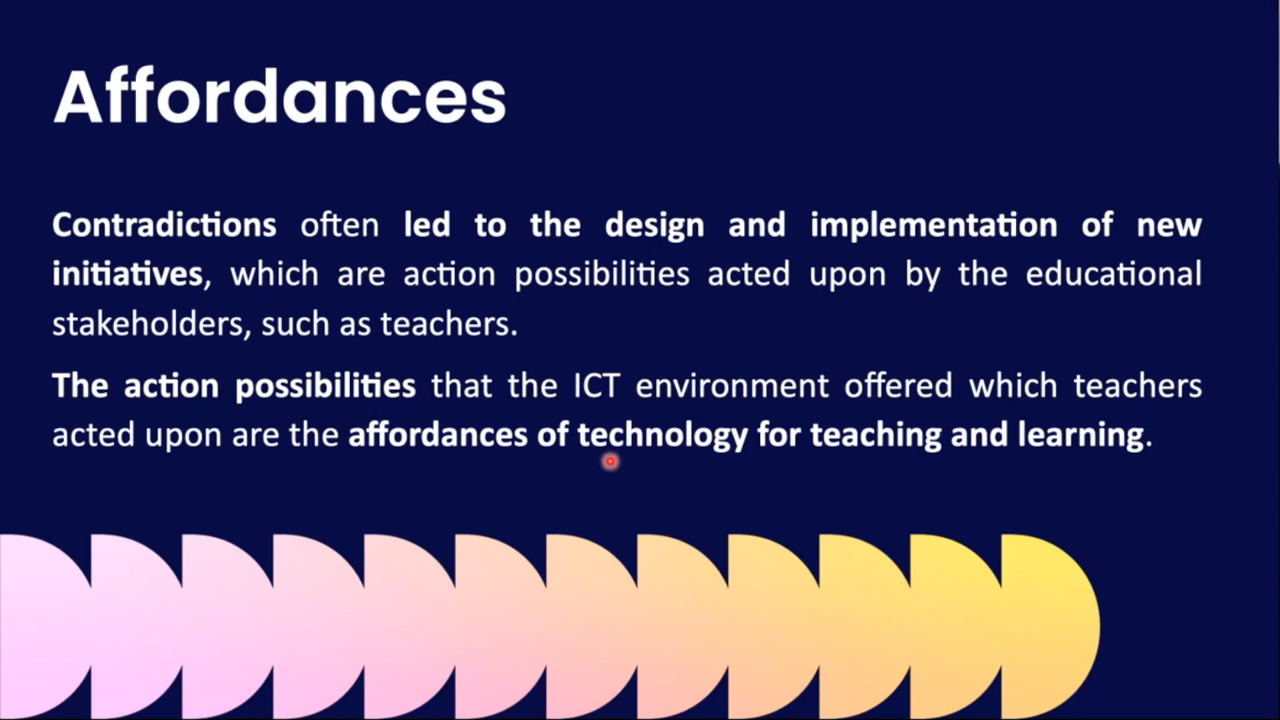 Affordances
Contradictions often led to the design and implementation of new
initiatives, which are action possibilities acted upon by the educational
stakeholders, such as teachers.
The action possibilities that the ICT environment offered which teachers
acted upon are the affordances of technology for teaching and learning.